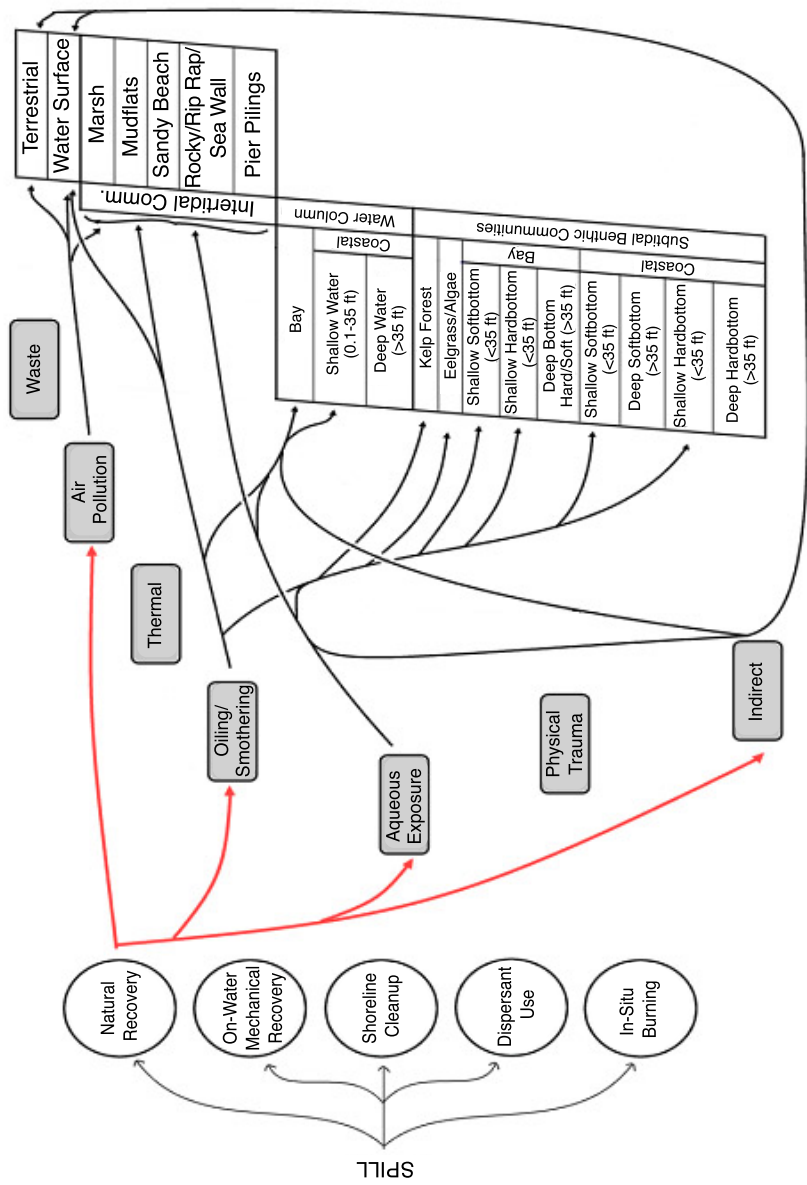 SPILL
Natural
Recovery
On-Water
Mechanical
Recovery
Shoreline
Cleanup
Dispersant
Use
In-Situ
Burning
Waste
Air
Pollution
Thermal
Oiling/
Smothering
Aqueous
Exposure
Physical
Trauma
Indirect
Terrestrial
Water Surface
Intertidal Comm.
Marsh
Mudflats
Sandy Beach
Rocky/Rip Rap/
Sea Wall
Pier Pilings
Water Column
Bay
Coastal
Shallow Water
(0.1-35 ft)
Deep Water
(>35 ft)
Subtidal Benthic Communities
Kelp Forest
Eelgrass/Algae
Bay
Shallow Softbottom
(<35 ft)
Shallow Hardbottom
(<35 ft)
Deep Bottom
Hard/Soft (>35 ft)
Coastal
Shallow Softbottom
(<35 ft)
Deep Softbottom
(>35 ft)
Shallow Hardbottom
(<35 ft)
Deep Hardbottom
(>35 ft)